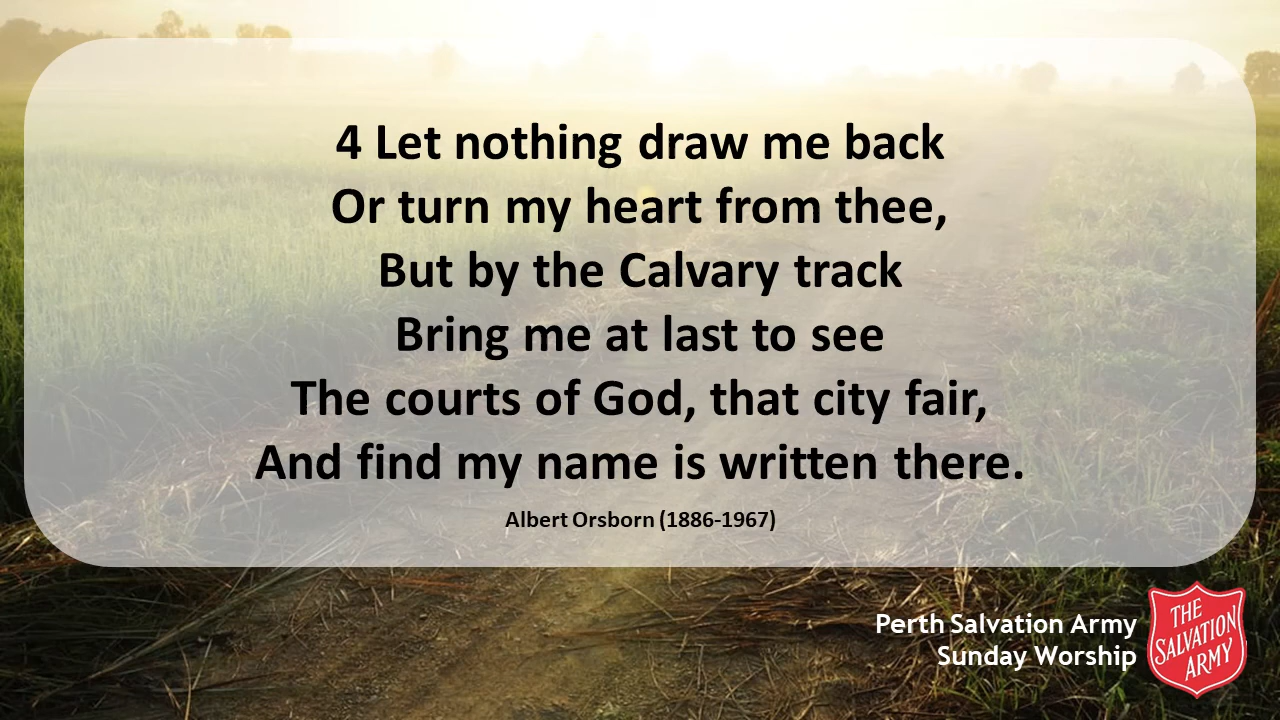 4 Let nothing draw me back
Or turn my heart from thee,
But by the Calvary track
Bring me at last to see
The courts of God, that city fair,
And find my name is written there.
Albert Orsborn (1886-1967)
Perth Salvation Army
Sunday Worship
THE
SALVATION
ARMY